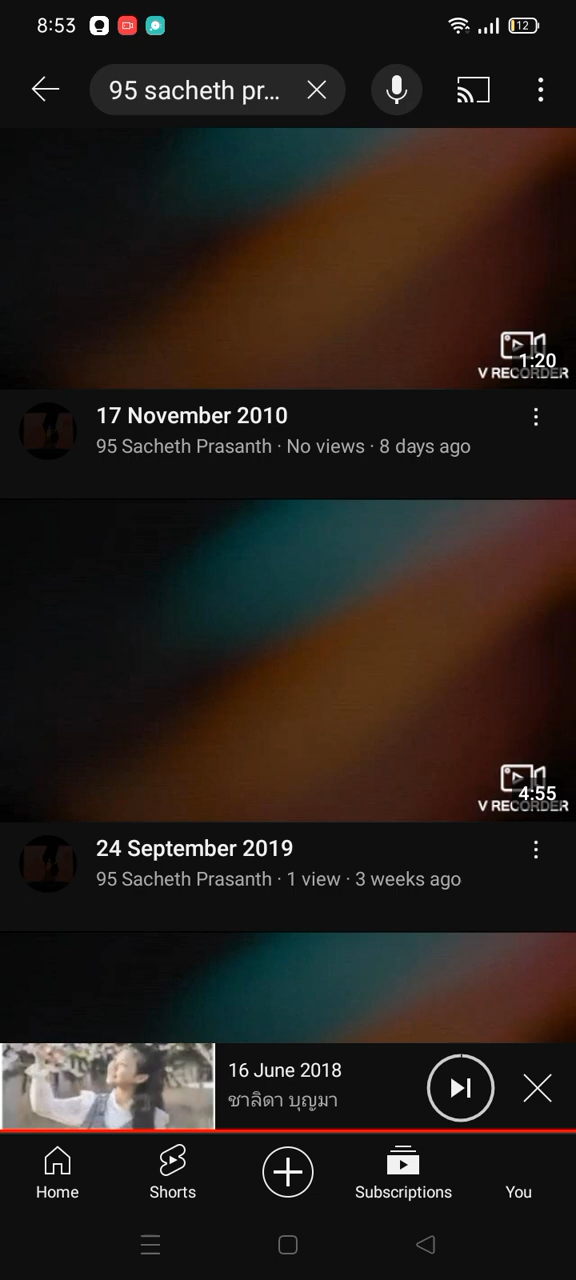 8:53
12
95 sacheth pr...
1:20
V RECORDER
17 November 2010
95 Sacheth Prasanth · No views · 8 days ago
4:55
V RECORDER
24 September 2019
95 Sacheth Prasanth · 1 view · 3 weeks ago
16 June 2018
ชาลิดา บุญมา
Home
Shorts
Subscriptions
You